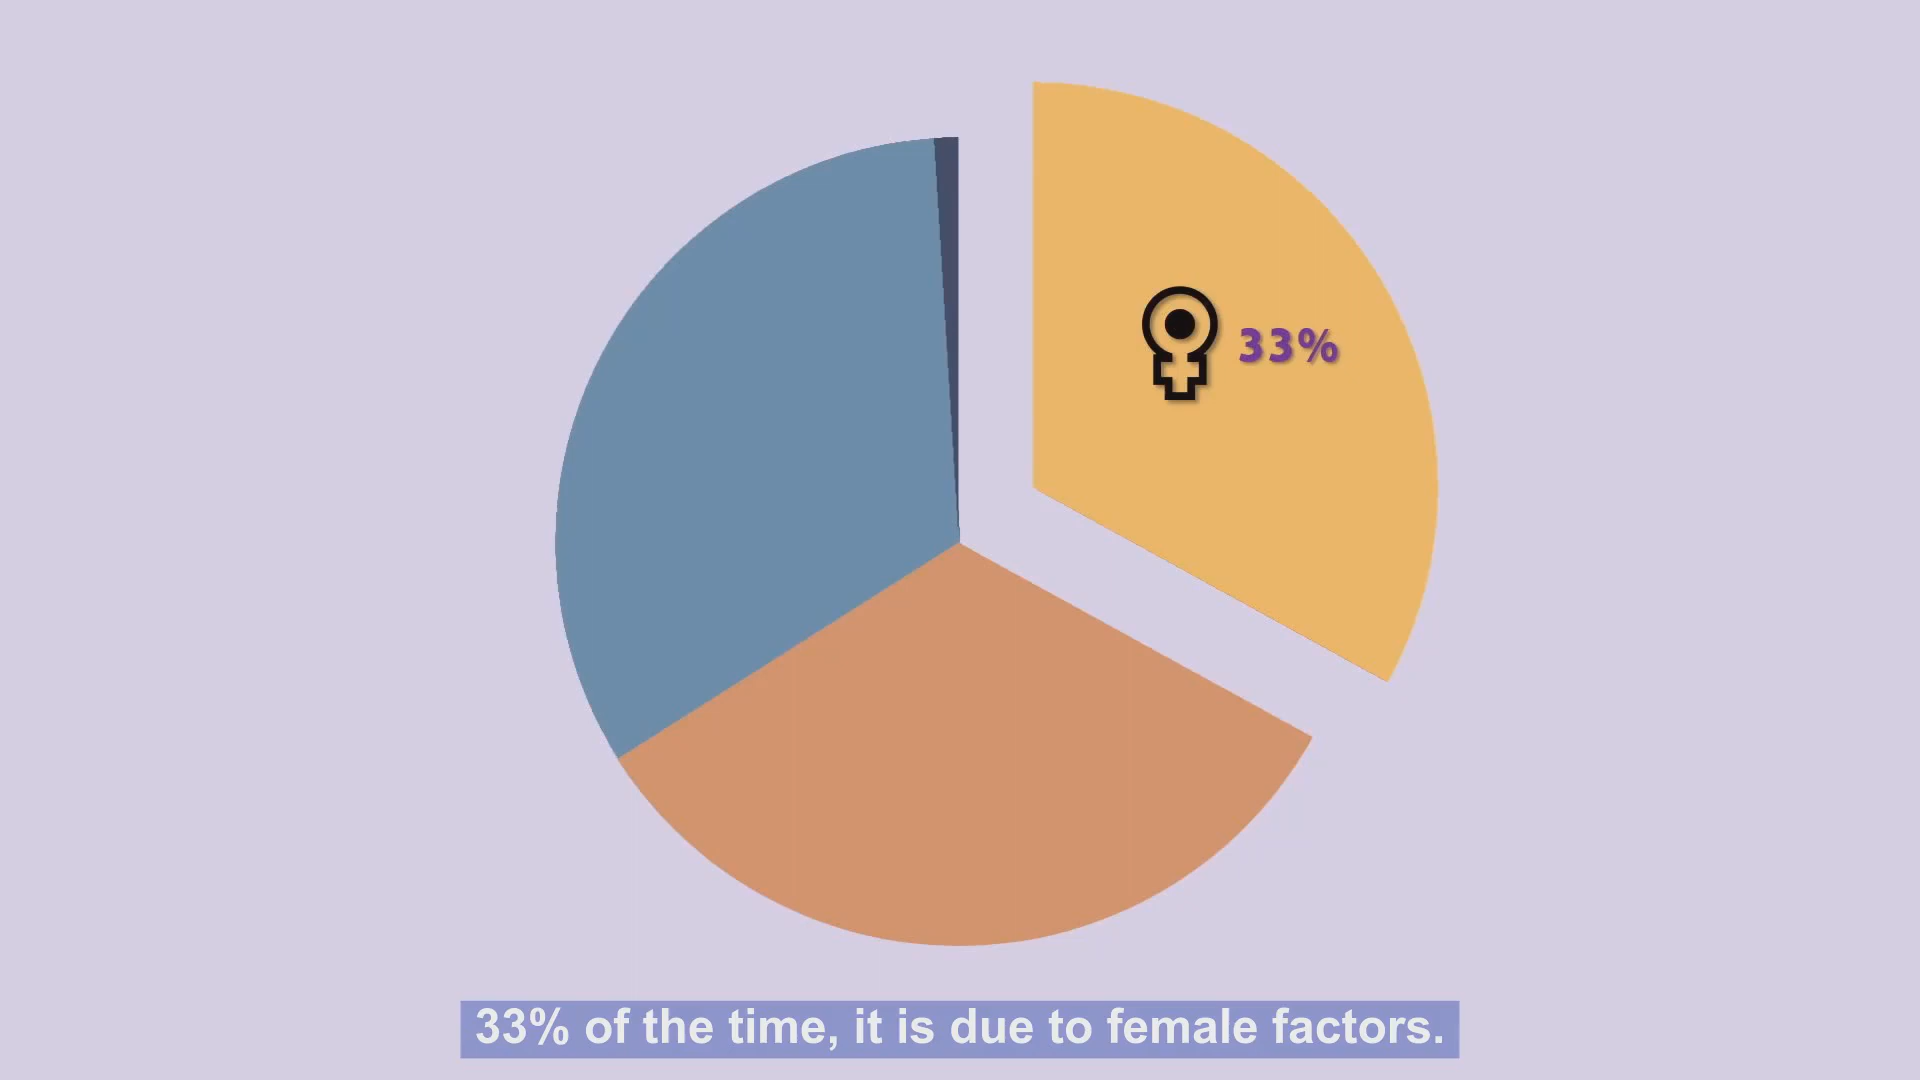 33%
33% of the time, it is due to female factors.